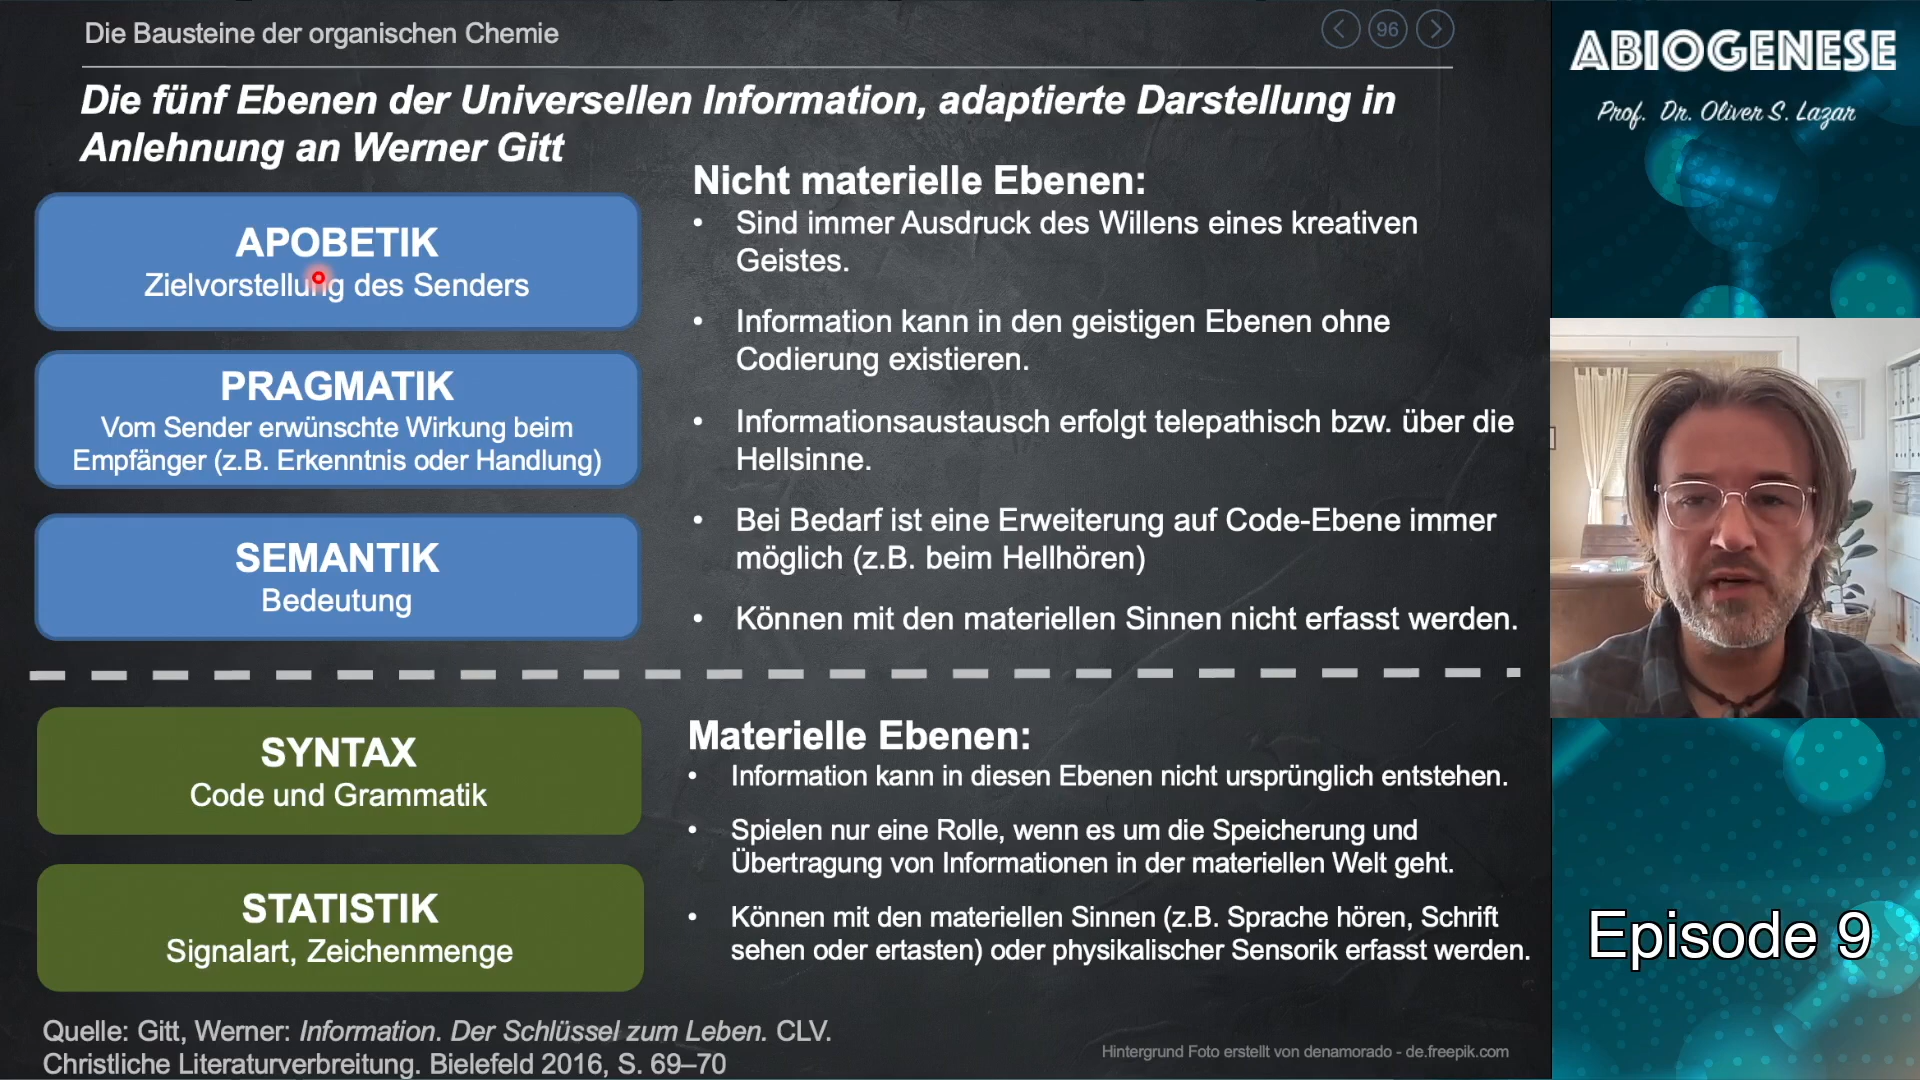 Die Bausteine der organischen Chemie
96
Die fünf Ebenen der Universellen Information, adaptierte Darstellung in
Anlehnung an Werner Gitt
APOBETIK
Zielvorstellung des Senders
PRAGMATIK
Vom Sender erwünschte Wirkung beim
Empfänger (z.B. Erkenntnis oder Handlung)
SEMANTIK
Bedeutung
Nicht materielle Ebenen:
• Sind immer Ausdruck des Willens eines kreativen
Geistes.
• Information kann in den geistigen Ebenen ohne
Codierung existieren.
• Informationsaustausch erfolgt telepathisch bzw. über die
Hellsinne.
• Bei Bedarf ist eine Erweiterung auf Code-Ebene immer
möglich (z.B. beim Hellhören)
• Können mit den materiellen Sinnen nicht erfasst werden.
SYNTAX
Code und Grammatik
STATISTIK
Signalart, Zeichenmenge
Materielle Ebenen:
• Information kann in diesen Ebenen nicht ursprünglich entstehen.
• Spielen nur eine Rolle, wenn es um die Speicherung und
Übertragung von Informationen in der materiellen Welt geht.
• Können mit den materiellen Sinnen (z.B. Sprache hören, Schrift
sehen oder ertasten) oder physikalischer Sensorik erfasst werden.
Quelle: Gitt, Werner: Information. Der Schlüssel zum Leben. CLV.
Christliche Literaturverbreitung. Bielefeld 2016, S. 69–70
Hintergrund Foto erstellt von denamorado - de.freepik.com
ABIOGENESE
Prof. Dr. Oliver S. Lazar
Episode 9